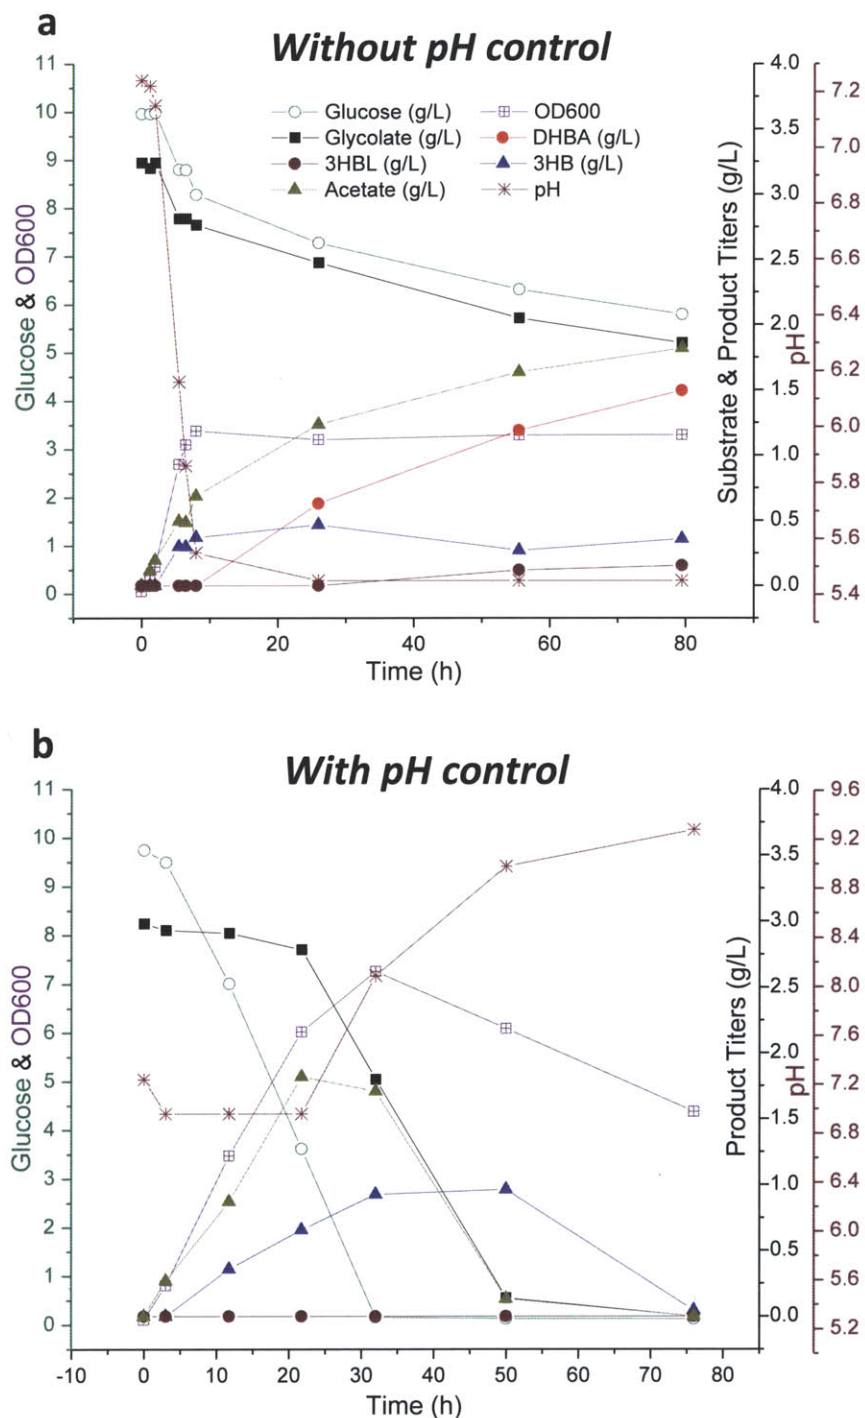 a
Without pH control
Glucose (g/L)
OD600
Glycolate (g/L)
DHBA (g/L)
3HBL (g/L)
3HB (g/L)
Acetate (g/L)
pH
11
10
9
8
7
6
5
4
3
2
1
0
Glucose & OD600
4.0
3.5
3.0
2.5
2.0
1.5
1.0
0.5
0.0
Substrate & Product Titers (g/L)
7.2
7.0
6.8
6.6
6.4
6.2
6.0
5.8
5.6
5.4
pH
0 20 40 60 80
Time (h)
b
With pH control
11
10
9
8
7
6
5
4
3
2
1
0
Glucose & OD600
4.0
3.5
3.0
2.5
2.0
1.5
1.0
0.5
0.0
Product Titers (g/L)
9.6
9.2
8.8
8.4
8.0
7.6
7.2
6.8
6.4
6.0
5.6
5.2
pH
-10 0 10 20 30 40 50 60 70 80
Time (h)